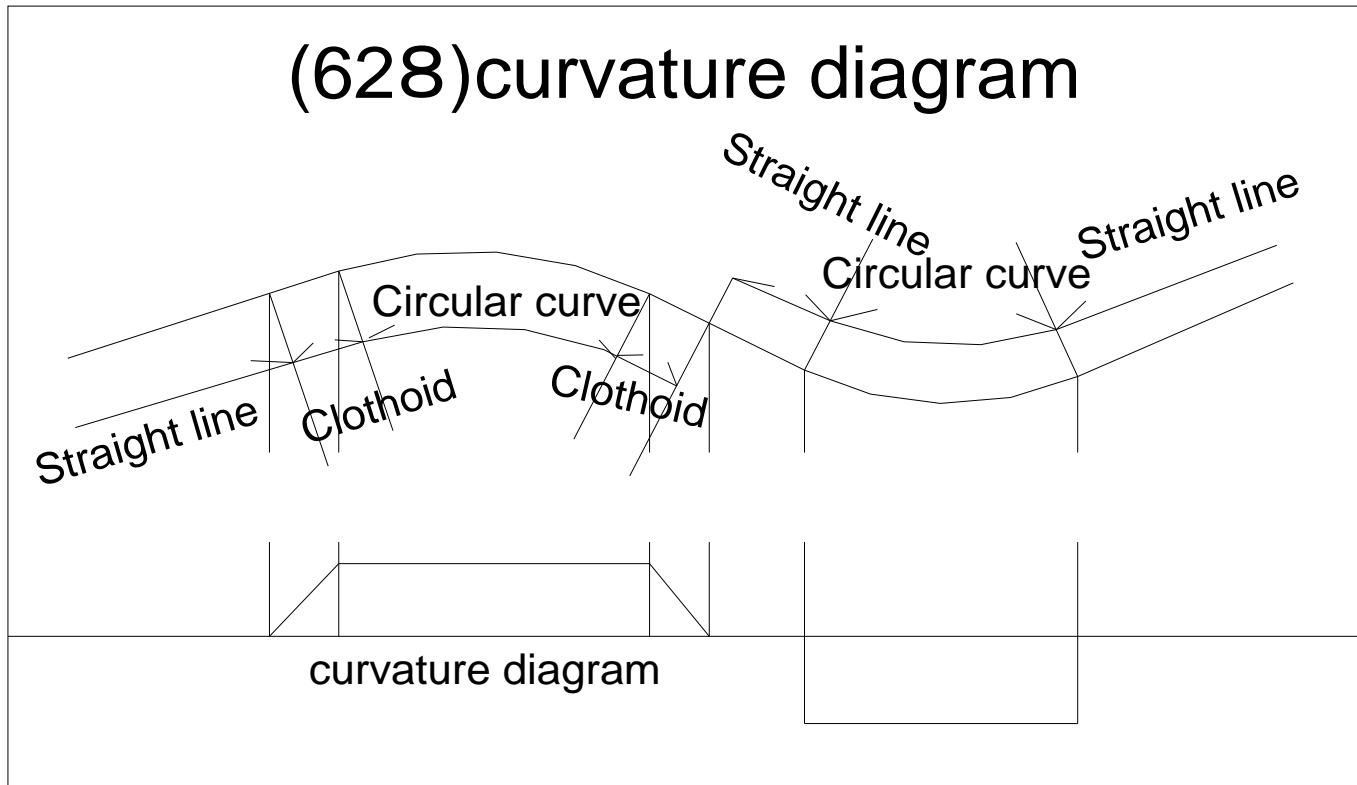 (628)curvature diagram
Straight line
Straight line
Circular curve
Circular curve
Clothoid
Clothoid
Straight line
curvature diagram